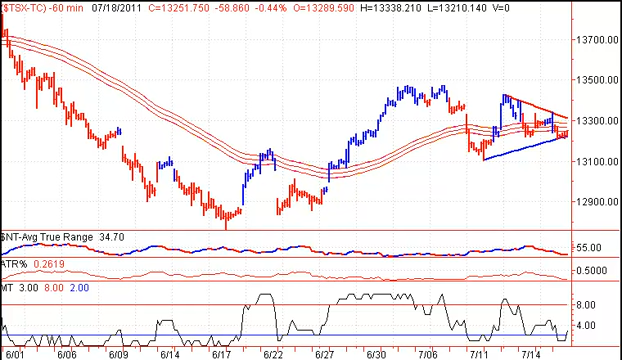 ($TSX-TC) -60 min 07/18/2011 C=13251.750 -58.860 -0.44% O=13289.590 H=13338.210 L=13210.140 V=0
13700.00
13500.00
13300.00
13100.00
12900.00
$NT-Avg True Range 34.70
55.00
ATR% 0.2619
0.5000
MT 3.00 8.00 2.00
8.00
4.00
6/01 6/06 6/09 6/14 6/17 6/22 6/27 6/30 7/06 7/11 7/14